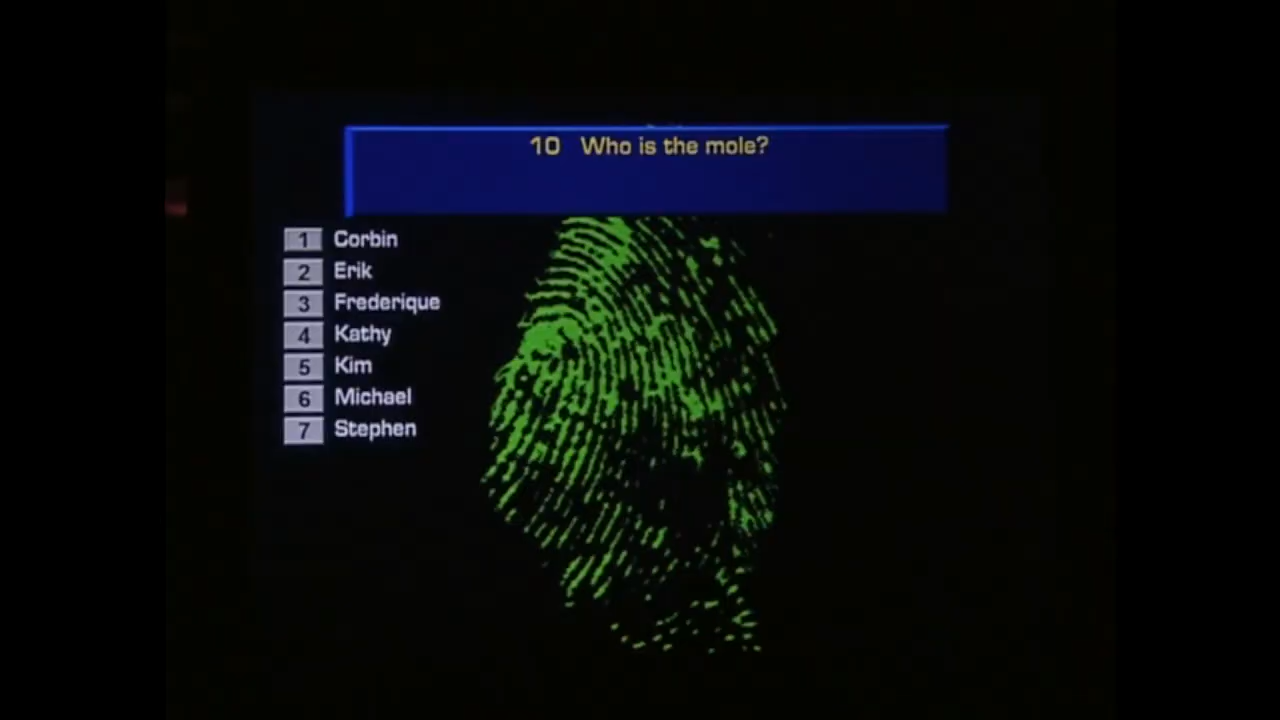 10 Who is the mole?
1 Corbin
2 Erik
3 Frederique
4 Kathy
5 Kim
6 Michael
7 Stephen